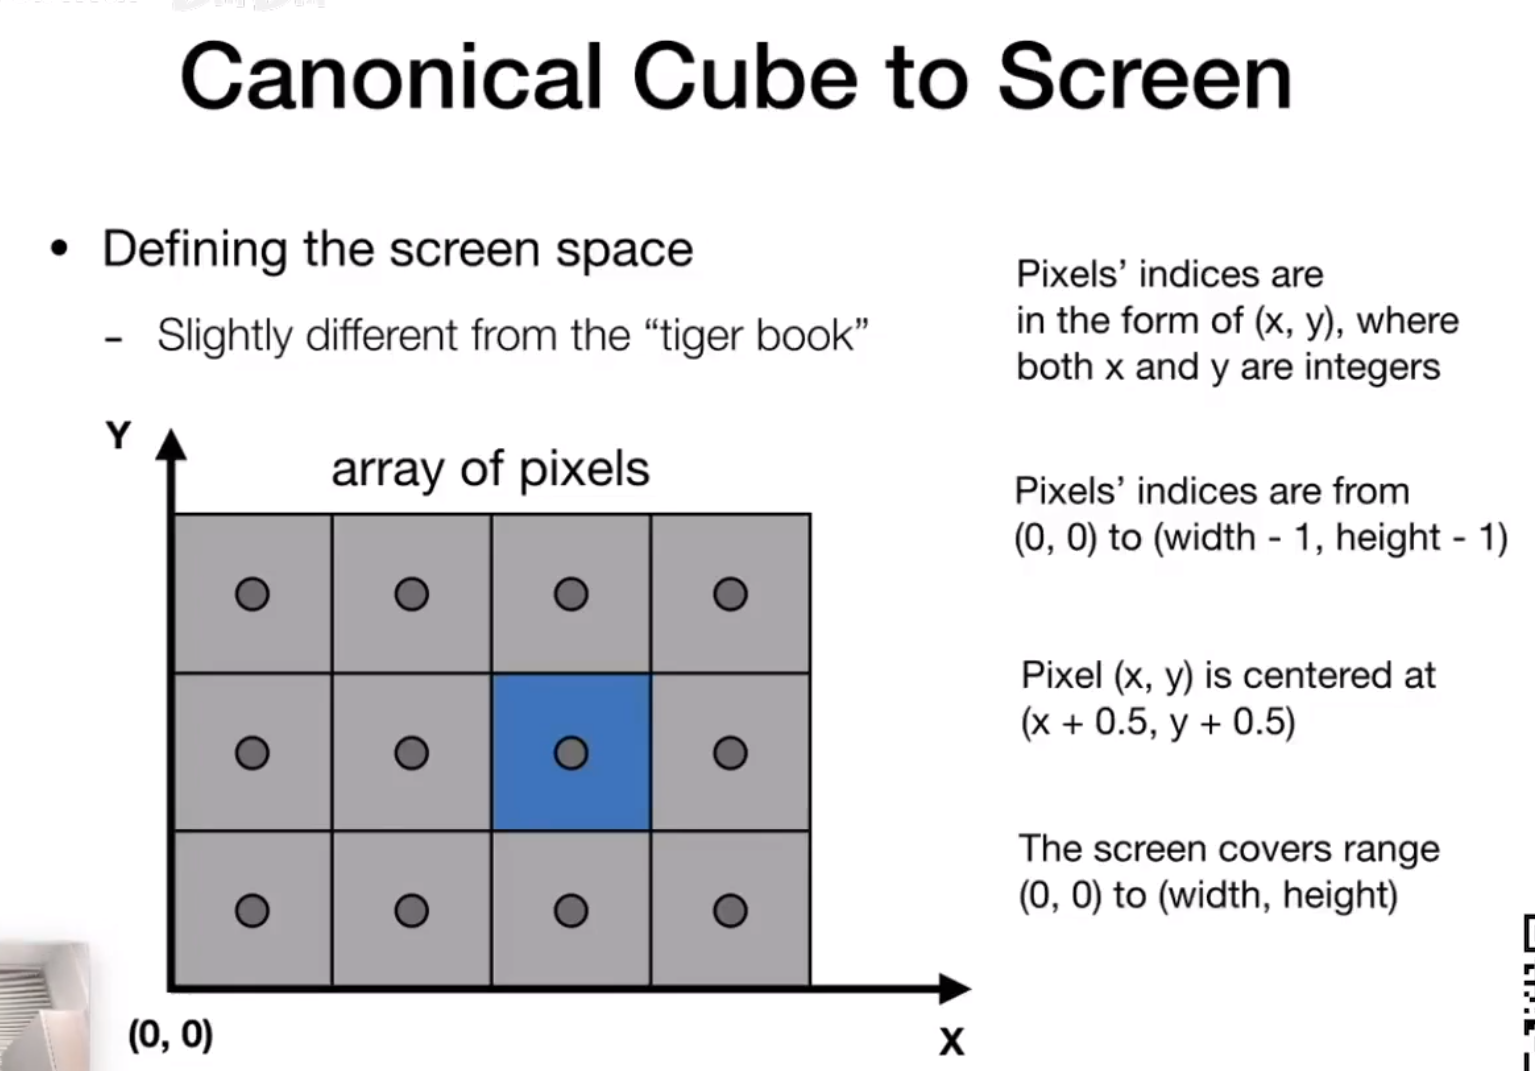 Canonical Cube to Screen
• Defining the screen space
- Slightly different from the “tiger book”
Pixels’ indices are
in the form of (x, y), where
both x and y are integers
Pixels’ indices are from
(0, 0) to (width - 1, height - 1)
Pixel (x, y) is centered at
(x + 0.5, y + 0.5)
The screen covers range
(0, 0) to (width, height)
Y
array of pixels
(0, 0)
X